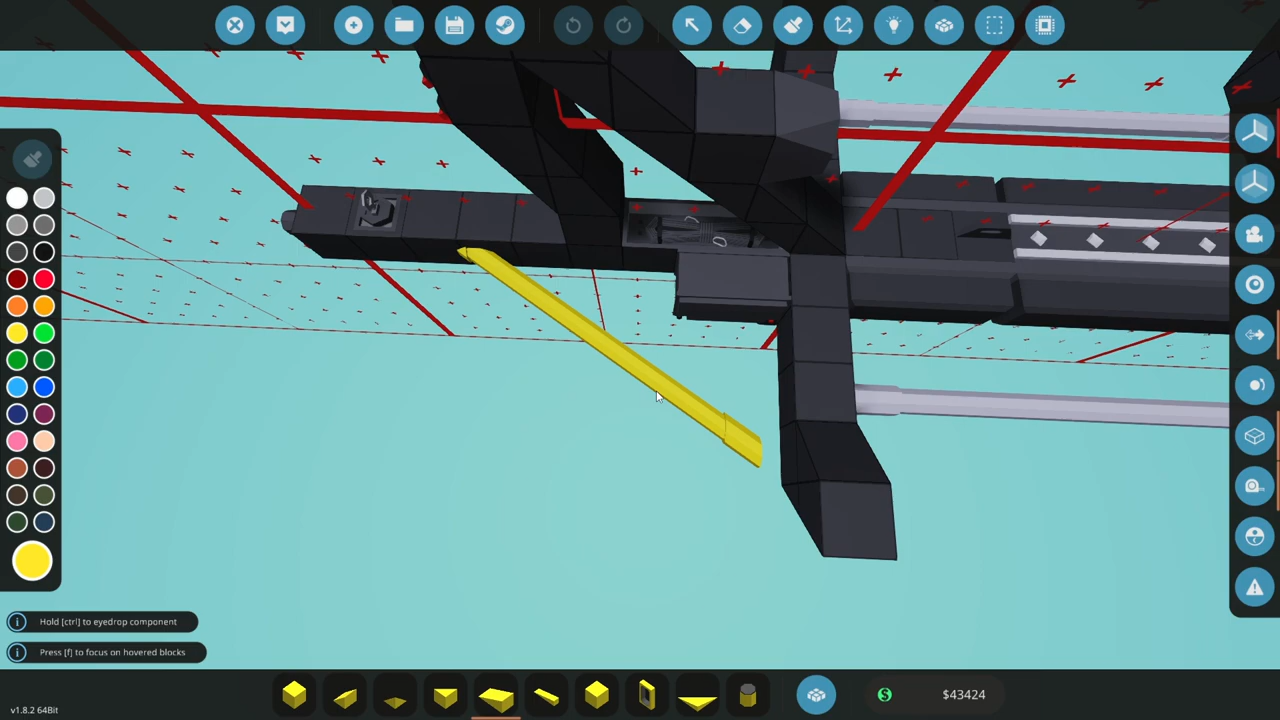 Hold [ctrl] to eyedrop component
Press [f] to focus on hovered blocks
$43424
v1.8.2 64Bit